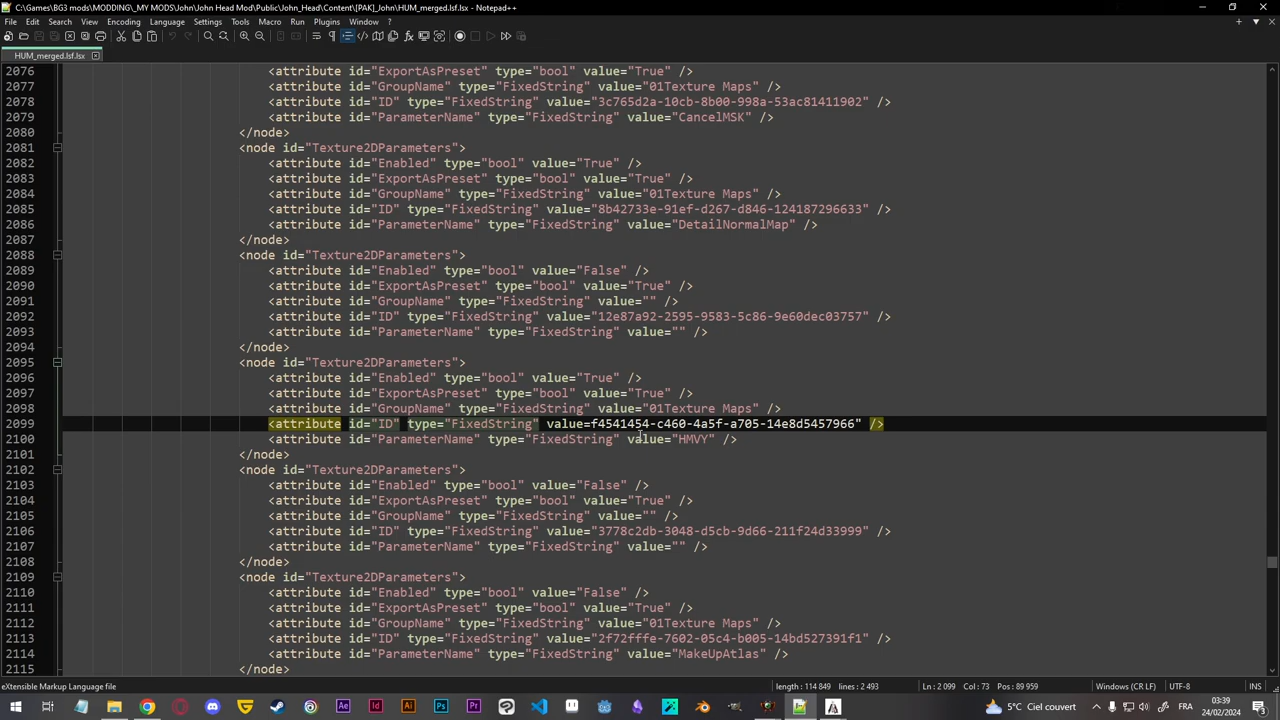 C:\Games\BG3 mods\MODDING\_MY MODS\John\John Head Mod\Public\John_Head\Content\[PAK]_John\HUM_merged.lsf.lsx - Notepad++
File Edit Search View Encoding Language Settings Tools Macro Run Plugins Window ?
HUM_merged.lsf.lsx
2076 <attribute id="ExportAsPreset" type="bool" value="True" />
2077 <attribute id="GroupName" type="FixedString" value="01Texture Maps" />
2078 <attribute id="ID" type="FixedString" value="3c765d2a-10cb-8b00-998a-53ac81411902" />
2079 <attribute id="ParameterName" type="FixedString" value="CancelMSK" />
2080 </node>
2081 <node id="Texture2DParameters">
2082 <attribute id="Enabled" type="bool" value="True" />
2083 <attribute id="ExportAsPreset" type="bool" value="True" />
2084 <attribute id="GroupName" type="FixedString" value="01Texture Maps" />
2085 <attribute id="ID" type="FixedString" value="8b42733e-91ef-d267-d846-124187296633" />
2086 <attribute id="ParameterName" type="FixedString" value="DetailNormalMap" />
2087 </node>
2088 <node id="Texture2DParameters">
2089 <attribute id="Enabled" type="bool" value="False" />
2090 <attribute id="ExportAsPreset" type="bool" value="True" />
2091 <attribute id="GroupName" type="FixedString" value="" />
2092 <attribute id="ID" type="FixedString" value="12e87a92-2595-9583-5c86-9e60dec03757" />
2093 <attribute id="ParameterName" type="FixedString" value="" />
2094 </node>
2095 <node id="Texture2DParameters">
2096 <attribute id="Enabled" type="bool" value="True" />
2097 <attribute id="ExportAsPreset" type="bool" value="True" />
2098 <attribute id="GroupName" type="FixedString" value="01Texture Maps" />
2099 <attribute id="ID" type="FixedString" value=f4541454-c460-4a5f-a705-14e8d5457966" />
2100 <attribute id="ParameterName" type="FixedString" value="HMVY" />
2101 </node>
2102 <node id="Texture2DParameters">
2103 <attribute id="Enabled" type="bool" value="False" />
2104 <attribute id="ExportAsPreset" type="bool" value="True" />
2105 <attribute id="GroupName" type="FixedString" value="" />
2106 <attribute id="ID" type="FixedString" value="3778c2db-3048-d5cb-9d66-211f24d33999" />
2107 <attribute id="ParameterName" type="FixedString" value="" />
2108 </node>
2109 <node id="Texture2DParameters">
2110 <attribute id="Enabled" type="bool" value="False" />
2111 <attribute id="ExportAsPreset" type="bool" value="True" />
2112 <attribute id="GroupName" type="FixedString" value="01Texture Maps" />
2113 <attribute id="ID" type="FixedString" value="2f72fffe-7602-05c4-b005-14bd527391f1" />
2114 <attribute id="ParameterName" type="FixedString" value="MakeUpAtlas" />
2115 </node>
eXtensible Markup Language file length : 114 849 lines : 2 493 Ln : 2 099 Col : 73 Pos : 89 959 Windows (CR LF) UTF-8 INS
Ae Id Ai Ps Pr 5°C Ciel couvert FRA 03:39
24/02/2024